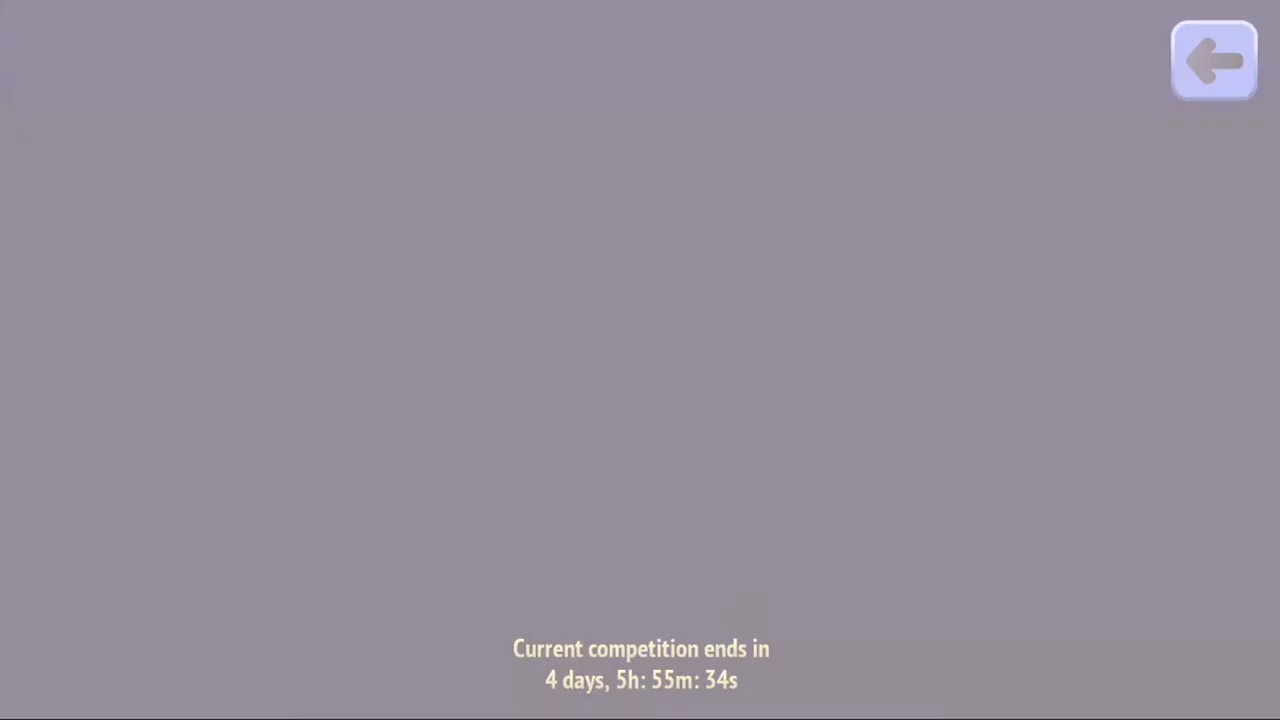 Current competition ends in
4 days, 5h: 55m: 34s